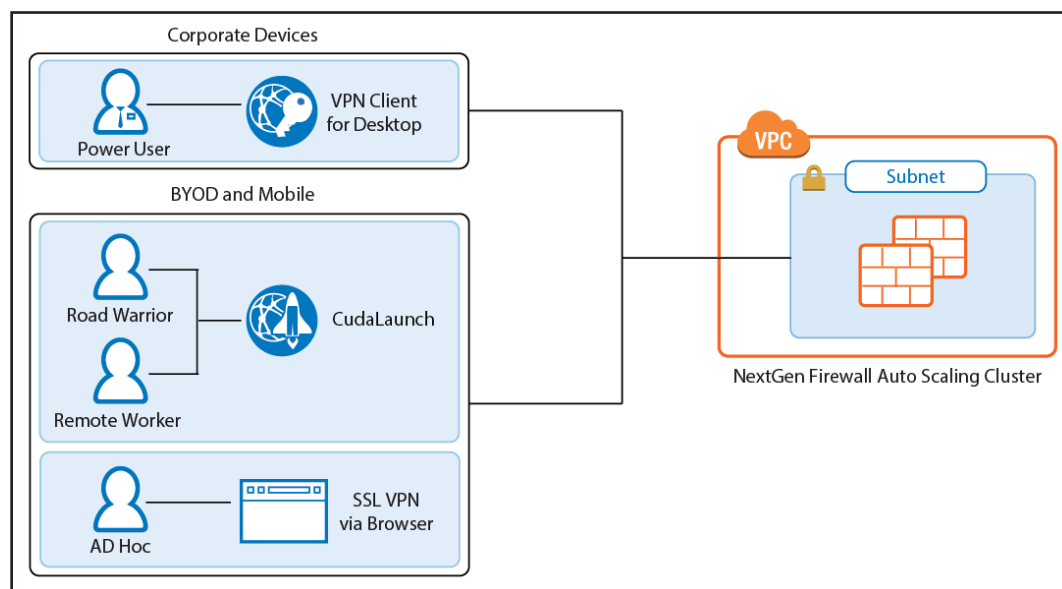 Corporate Devices
Power User
VPN Client
for Desktop
BYOD and Mobile
Road Warrior
CudaLaunch
Remote Worker
AD Hoc
SSL VPN
via Browser
VPC
Subnet
NextGen Firewall Auto Scaling Cluster